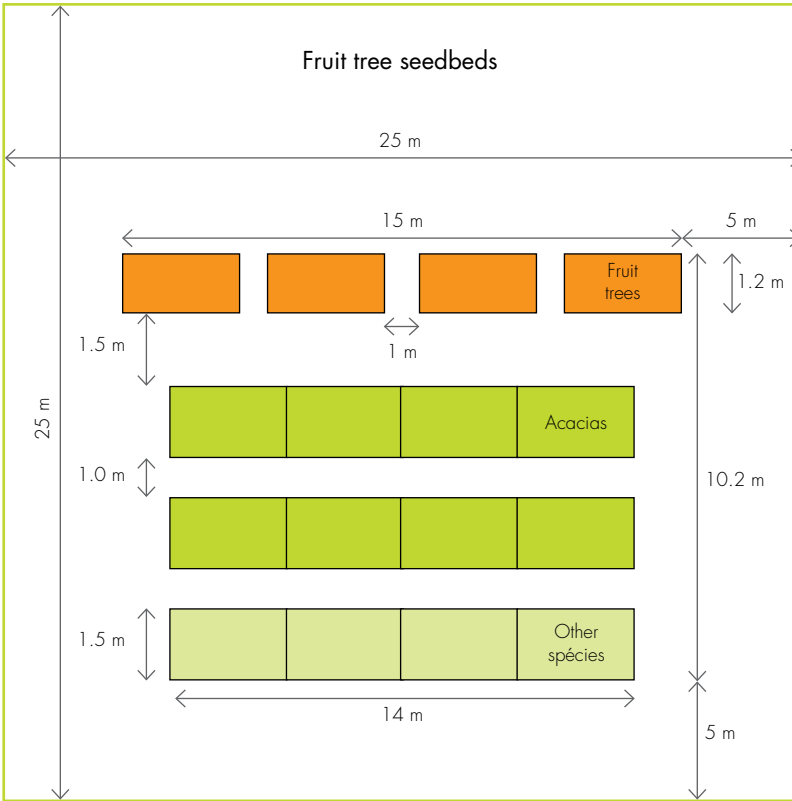 Fruit tree seedbeds
25 m
15 m
5 m
Fruit
trees
1.2 m
1.5 m
1 m
25 m
Acacias
1.0 m
10.2 m
1.5 m
Other
spécies
14 m
5 m